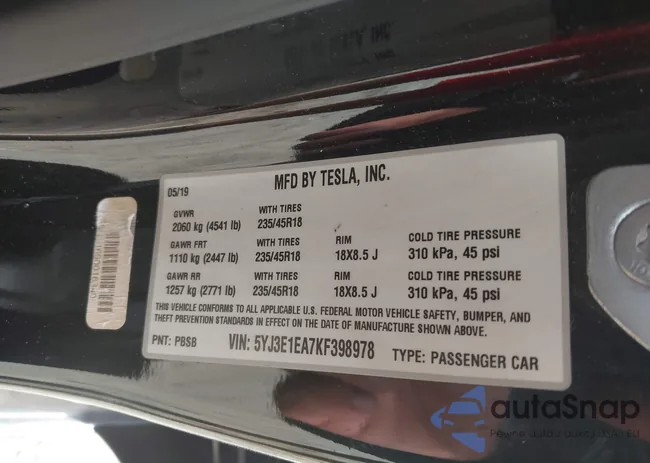 MFD BY TESLA, INC.
05/19
GVWR WITH TIRES
2060 kg (4541 lb) 235/45R18
GAWR FRT WITH TIRES RIM COLD TIRE PRESSURE
1110 kg (2447 lb) 235/45R18 18X8.5 J 310 kPa, 45 psi
GAWR RR WITH TIRES RIM COLD TIRE PRESSURE
1257 kg (2771 lb) 235/45R18 18X8.5 J 310 kPa, 45 psi
THIS VEHICLE CONFORMS TO ALL APPLICABLE U.S. FEDERAL MOTOR VEHICLE SAFETY, BUMPER, AND
THEFT PREVENTION STANDARDS IN EFFECT ON THE DATE OF MANUFACTURE SHOWN ABOVE.
PNT: PBSB VIN: 5YJ3E1EA7KF398978 TYPE: PASSENGER CAR
autaSnap